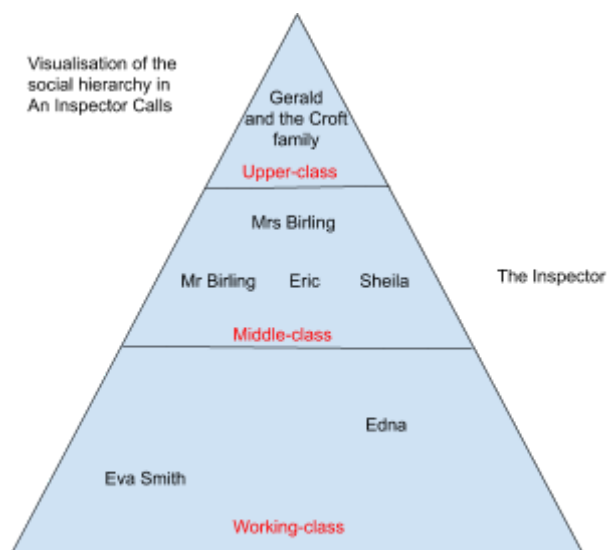 Visualisation of the
social hierarchy in
An Inspector Calls
Gerald
and the Croft
family
Upper-class
Mrs Birling
Mr Birling Eric Sheila
The Inspector
Middle-class
Edna
Eva Smith
Working-class